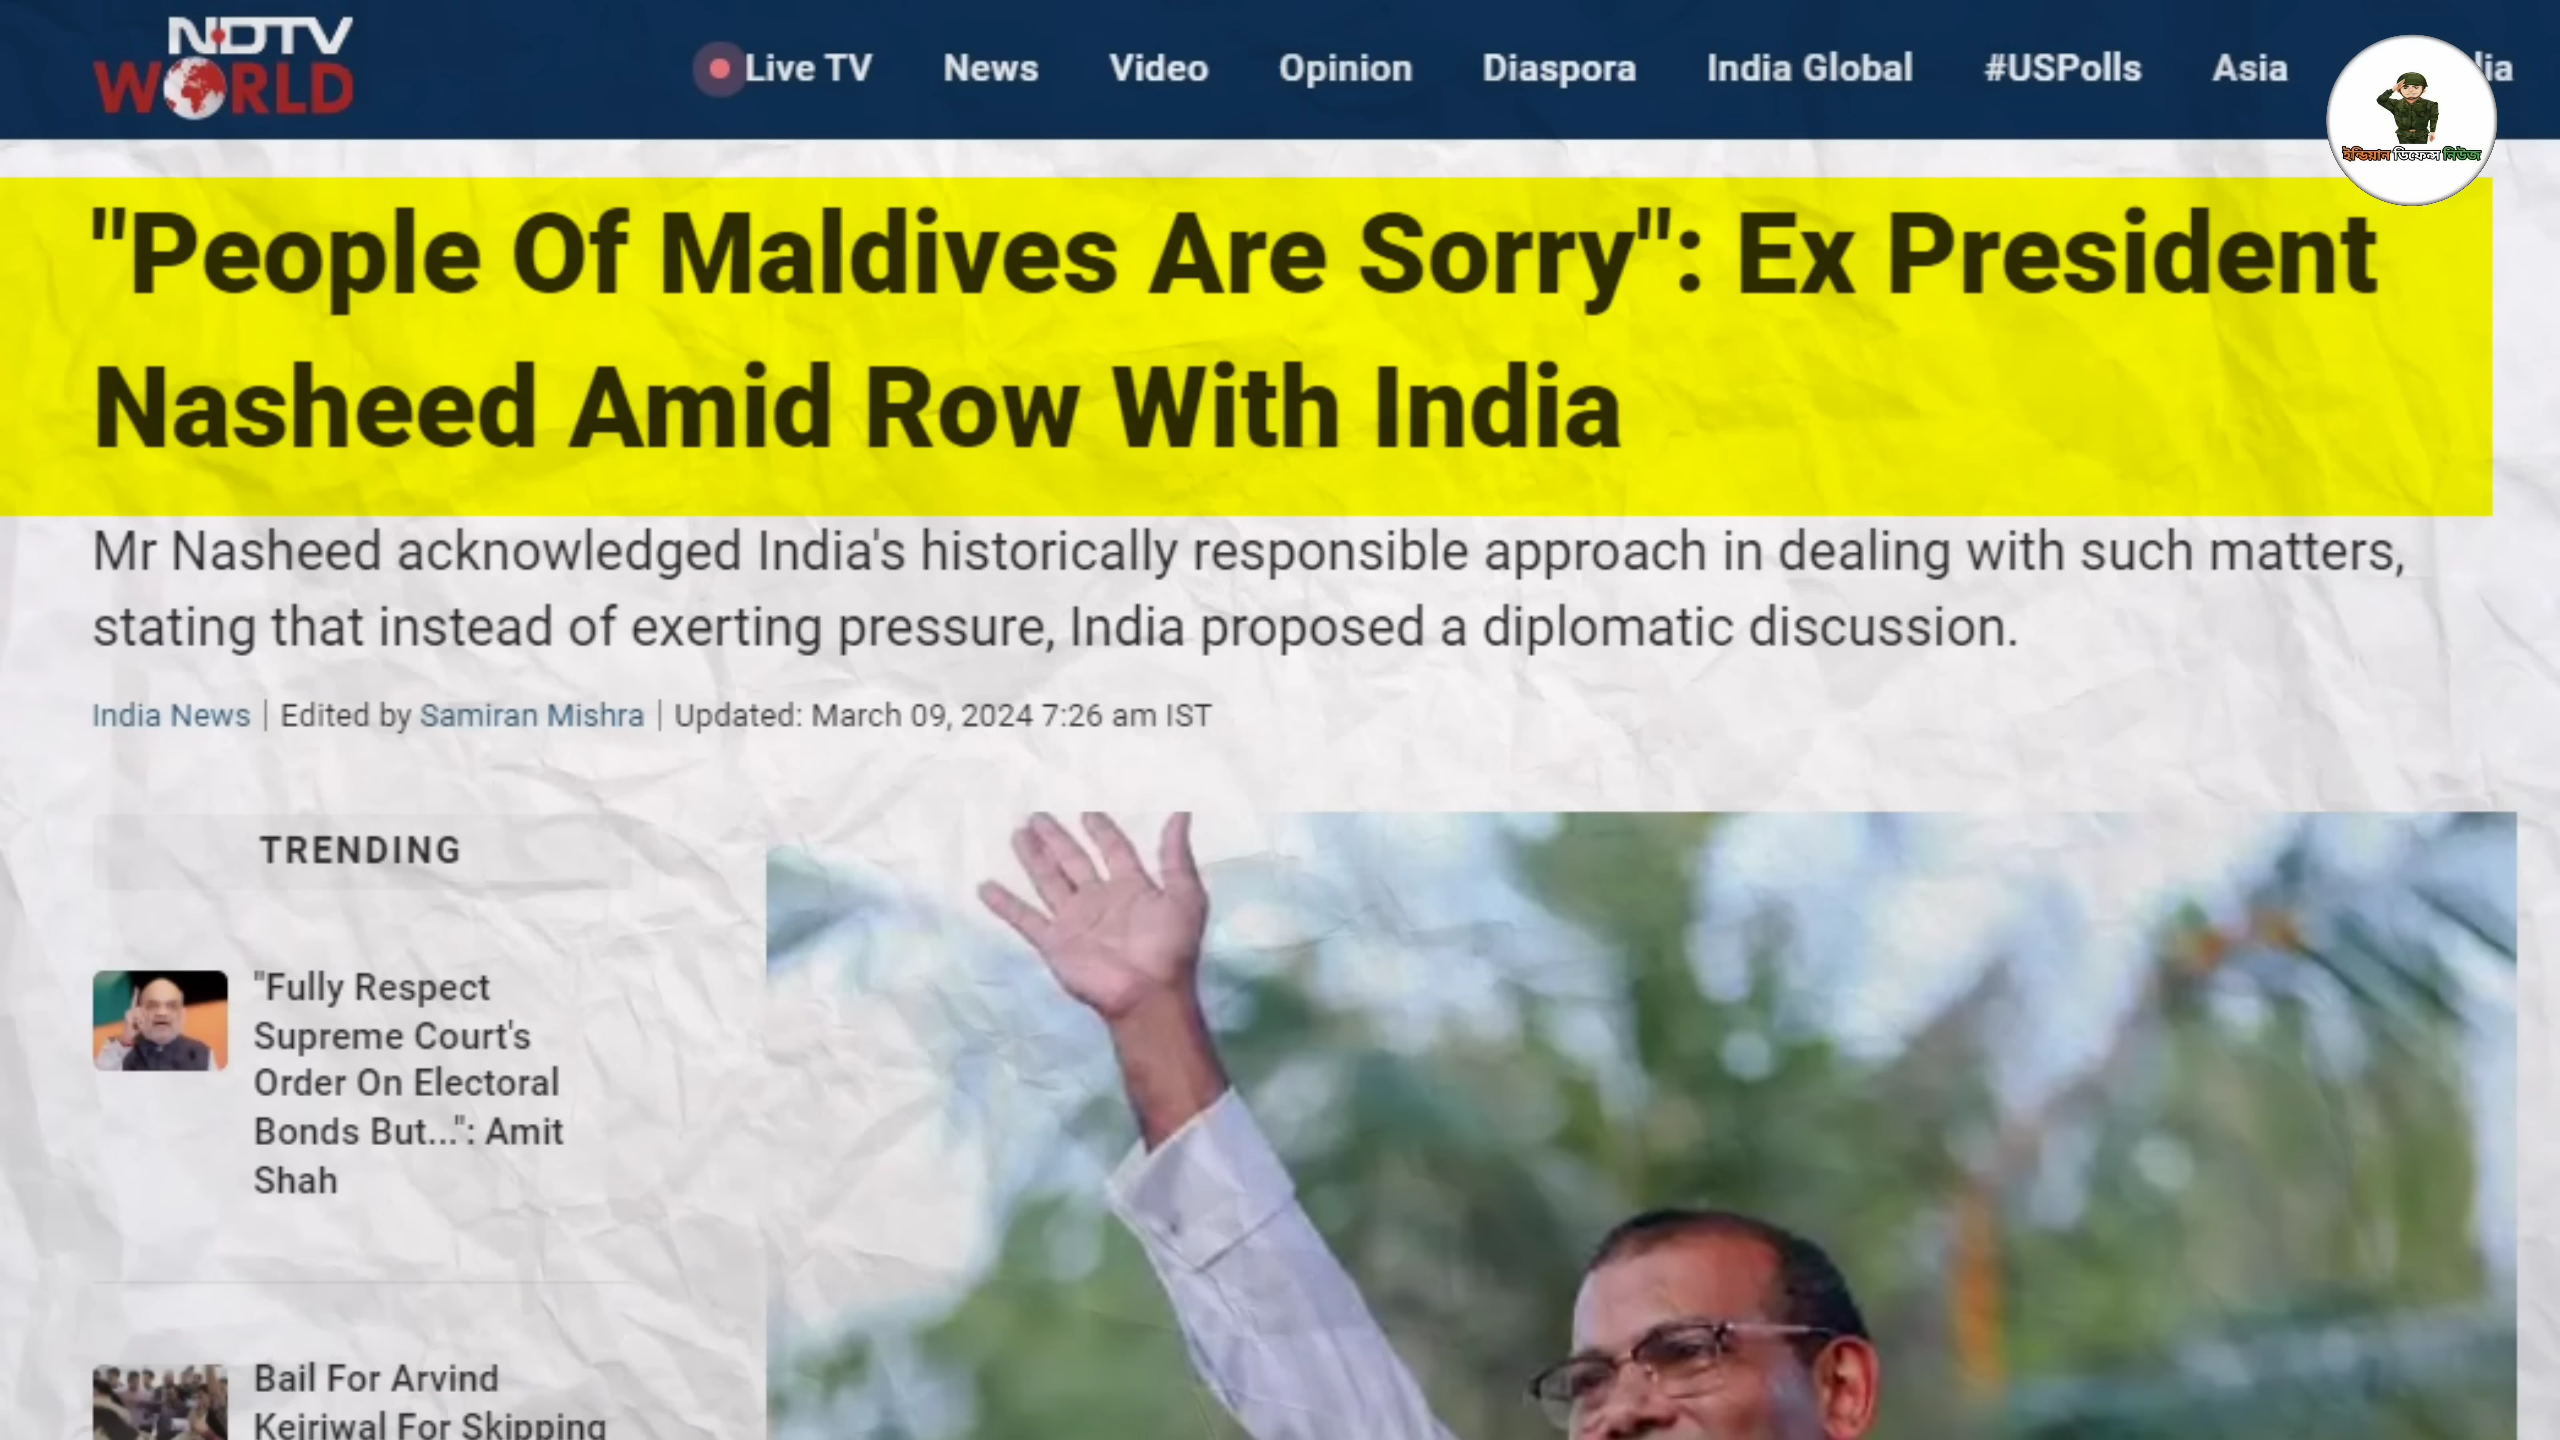 NDTV
WORLD
Live TV News Video Opinion Diaspora India Global #USPolls Asia
ইন্ডিয়ান ডিফেন্স নিউজ
"People Of Maldives Are Sorry": Ex President
Nasheed Amid Row With India
Mr Nasheed acknowledged India's historically responsible approach in dealing with such matters,
stating that instead of exerting pressure, India proposed a diplomatic discussion.
India News | Edited by Samiran Mishra | Updated: March 09, 2024 7:26 am IST
TRENDING
"Fully Respect
Supreme Court's
Order On Electoral
Bonds But...": Amit
Shah
Bail For Arvind
Kejriwal For Skipping